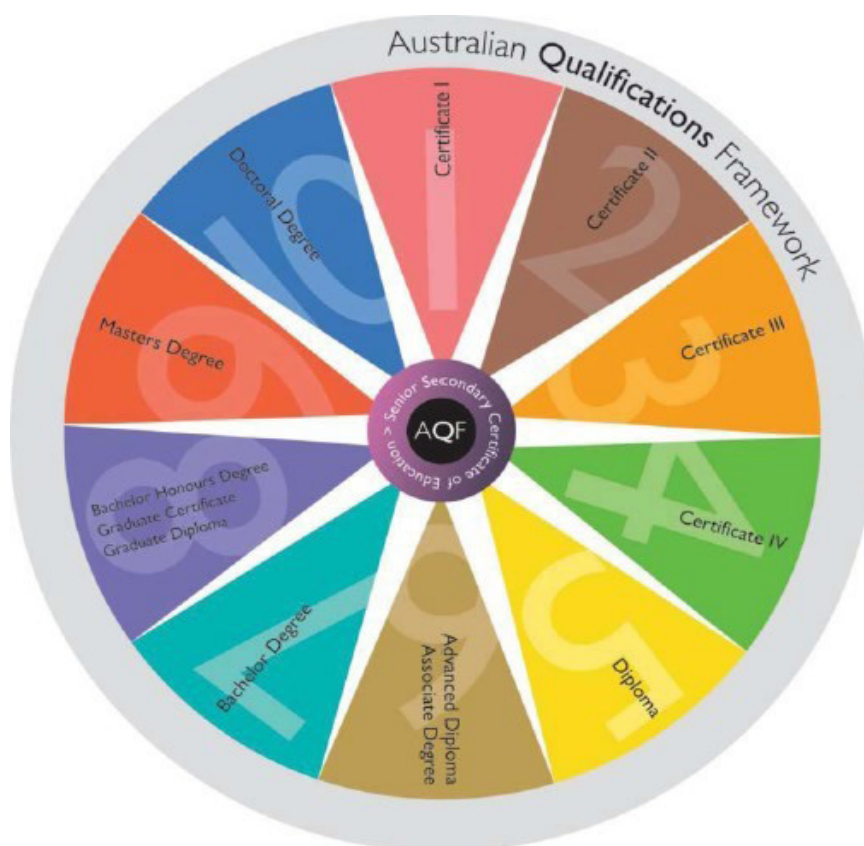 Australian Qualifications Framework
1
Certificate I
2
Certificate II
3
Certificate III
4
Certificate IV
5
Diploma
6
Advanced Diploma
Associate Degree
7
Bachelor Degree
8
Bachelor Honours Degree
Graduate Certificate
Graduate Diploma
9
Masters Degree
10
Doctoral Degree
Senior Secondary Certificate of Education >
AQF